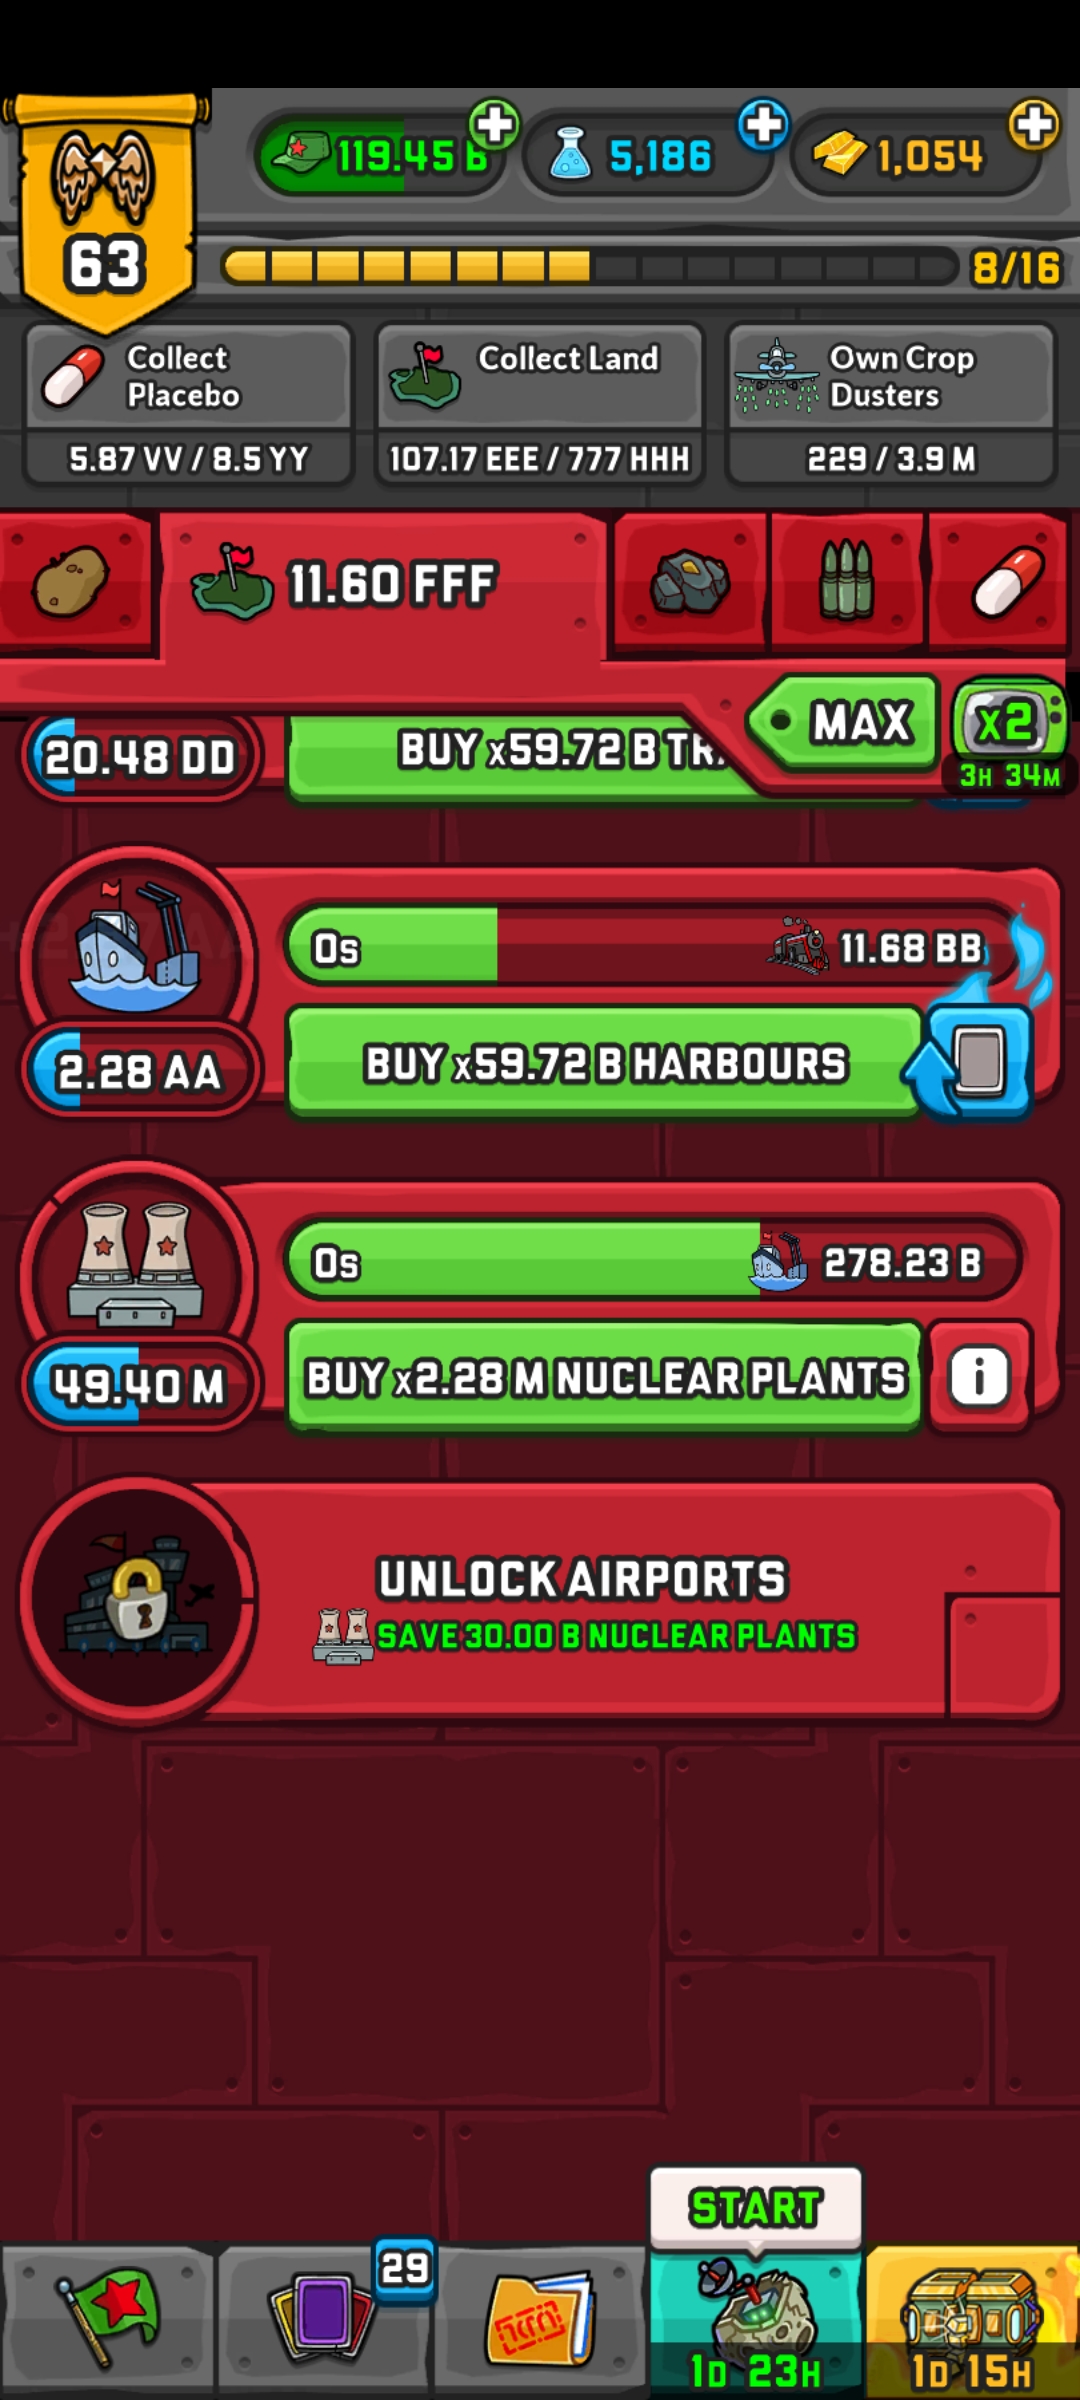 119.45 B
5,186
1,054
63
8/16
Collect
Placebo
5.87 VV / 8.5 YY
Collect Land
107.17 EEE / 777 HHH
Own Crop
Dusters
229 / 3.9 M
11.60 FFF
MAX
x2
3H 34M
20.48 DD
BUY x59.72 B
0s
11.68 BB
2.28 AA
BUY x59.72 B HARBOURS
0s
278.23 B
49.40 M
BUY x2.28 M NUCLEAR PLANTS
i
UNLOCK AIRPORTS
SAVE 30.00 B NUCLEAR PLANTS
START
29
1D 23H
1D 15H